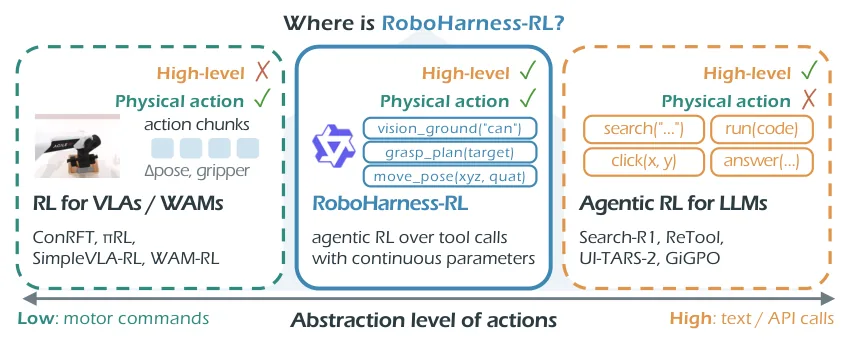 Where is RoboHarness-RL?
High-level ✗
Physical action ✓
AGILE
action chunks
Δpose, gripper
RL for VLAs / WAMs
ConRFT, πRL,
SimpleVLA-RL, WAM-RL
High-level ✓
Physical action ✓
vision_ground("can")
grasp_plan(target)
move_pose(xyz, quat)
RoboHarness-RL
agentic RL over tool calls
with continuous parameters
High-level ✓
Physical action ✗
search("...") run(code)
click(x, y) answer(...)
Agentic RL for LLMs
Search-R1, ReTool,
UI-TARS-2, GiGPO
Low: motor commands
Abstraction level of actions
High: text / API calls